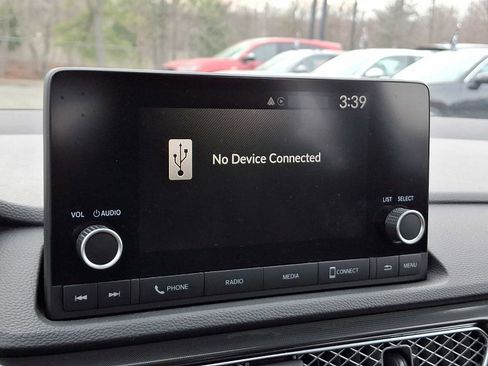 3:39
No Device Connected
VOL AUDIO
LIST SELECT
PHONE RADIO MEDIA CONNECT MENU